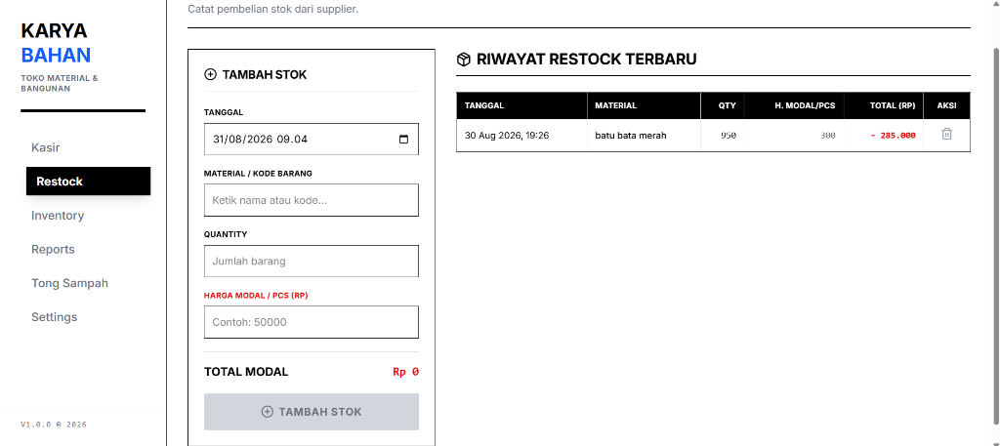 KARYA
BAHAN
TOKO MATERIAL &
BANGUNAN
Kasir
Restock
Inventory
Reports
Tong Sampah
Settings
V1.0.0 © 2026
Catat pembelian stok dari supplier.
TAMBAH STOK
TANGGAL
31/08/2026 09.04
MATERIAL / KODE BARANG
Ketik nama atau kode...
QUANTITY
Jumlah barang
HARGA MODAL / PCS (RP)
Contoh: 50000
TOTAL MODAL Rp 0
TAMBAH STOK
RIWAYAT RESTOCK TERBARU
TANGGAL MATERIAL QTY H. MODAL/PCS TOTAL (RP) AKSI
30 Aug 2026, 19:26 batu bata merah 950 300 - 285.000